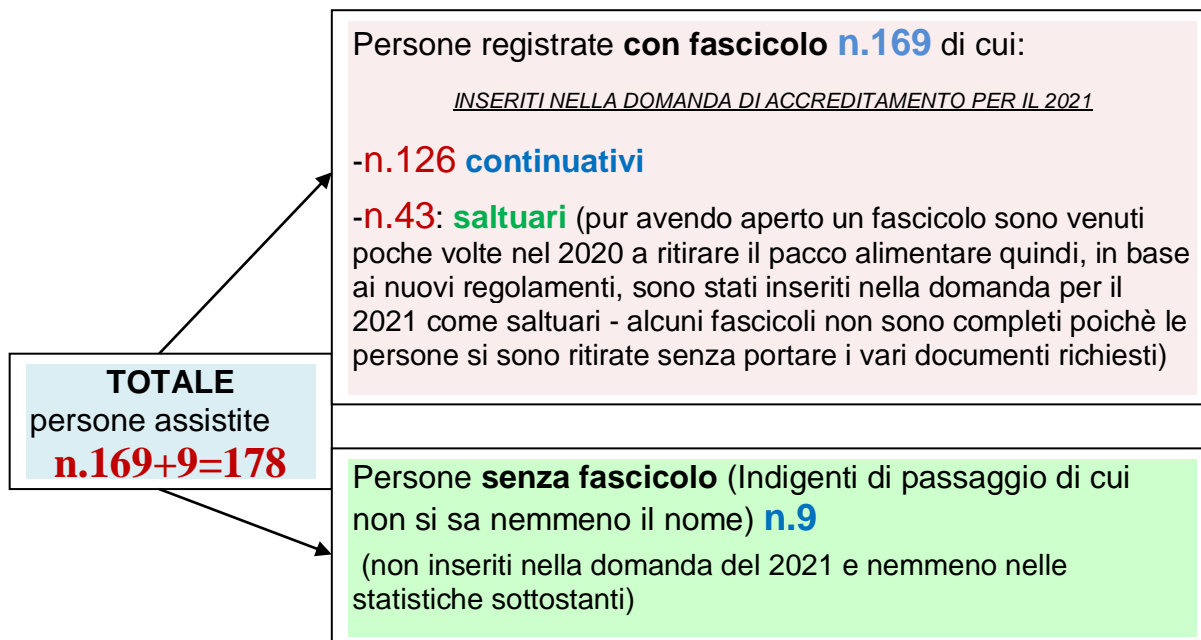 Persone registrate con fascicolo n.169 di cui:
INSERITI NELLA DOMANDA DI ACCREDITAMENTO PER IL 2021
-n.126 continuativi
-n.43: saltuari (pur avendo aperto un fascicolo sono venuti
poche volte nel 2020 a ritirare il pacco alimentare quindi, in base
ai nuovi regolamenti, sono stati inseriti nella domanda per il
2021 come saltuari - alcuni fascicoli non sono completi poichè le
persone si sono ritirate senza portare i vari documenti richiesti)
TOTALE
persone assistite
n.169+9=178
Persone senza fascicolo (Indigenti di passaggio di cui
non si sa nemmeno il nome) n.9
(non inseriti nella domanda del 2021 e nemmeno nelle
statistiche sottostanti)